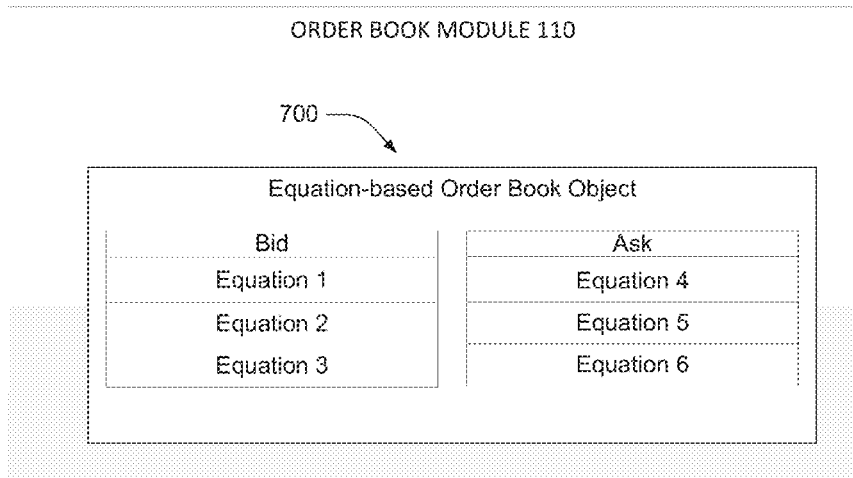 ORDER BOOK MODULE 110
700
Equation-based Order Book Object
Bid
Equation 1
Equation 2
Equation 3
Ask
Equation 4
Equation 5
Equation 6